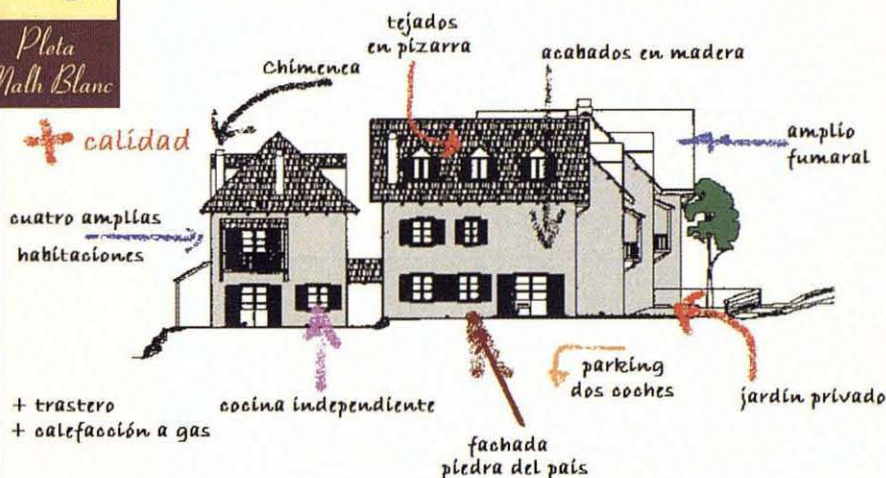 Pleta
Malh Blanc
+ calidad
Chimenea
tejados
en pizarra
acabados en madera
amplio
fumaral
cuatro amplias
habitaciones
+ trastero
+ calefacción a gas
cocina independiente
fachada
piedra del país
parking
dos coches
jardín privado